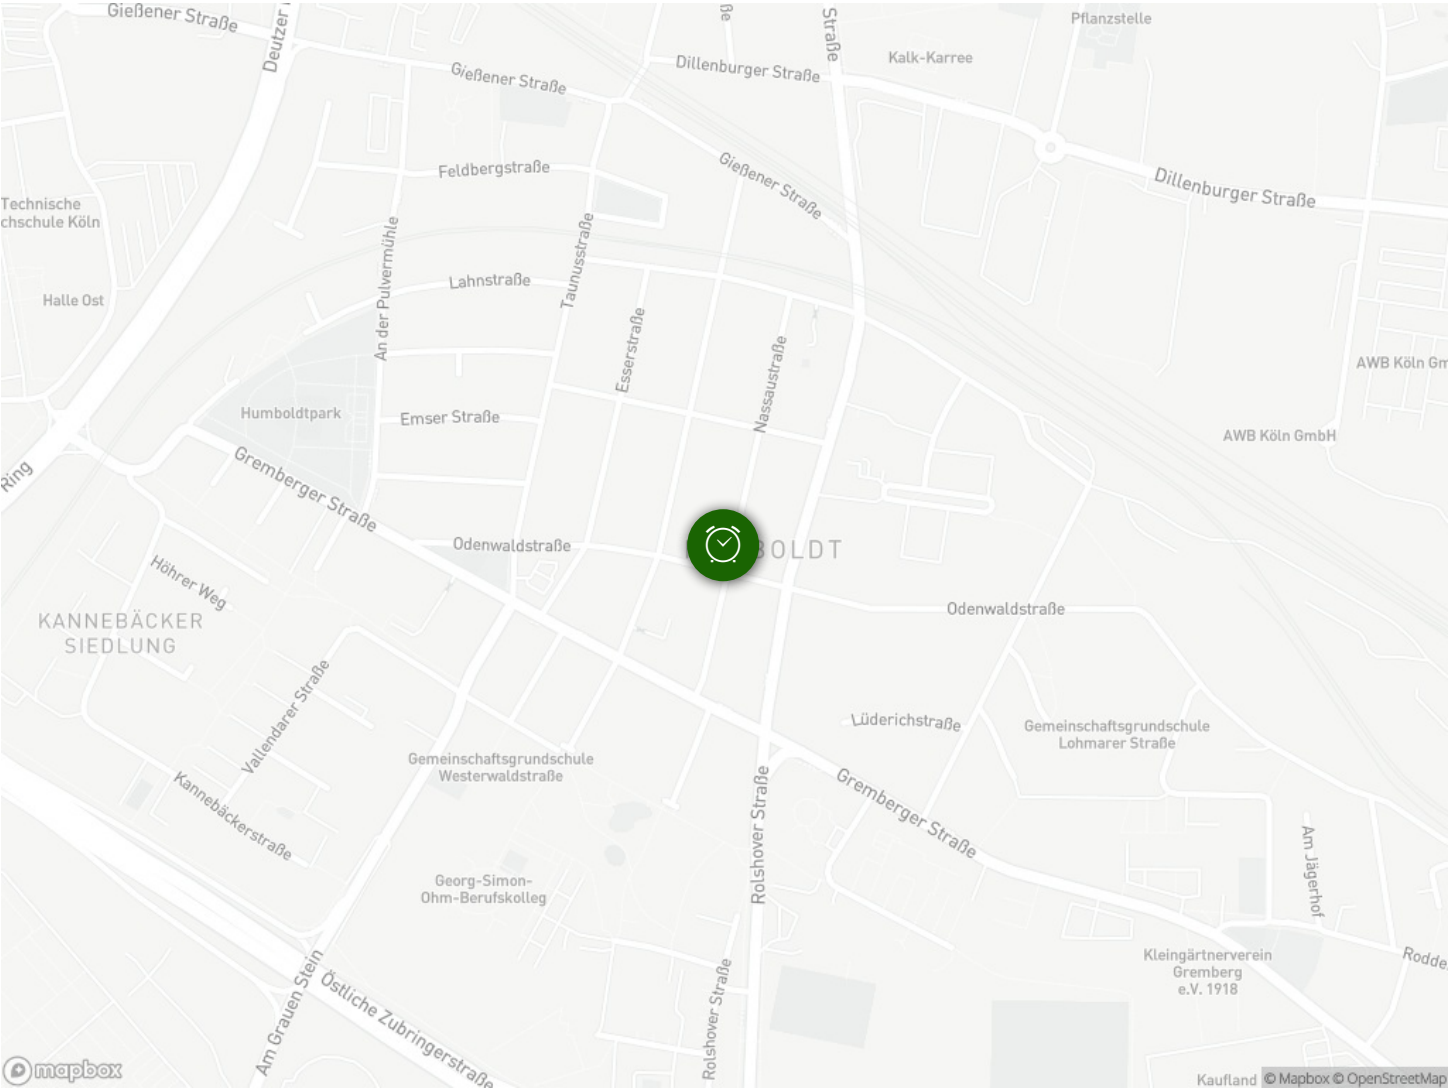 Gießener Straße
Deutzer
Straße
Pflanzstelle
Kalk-Karree
Dillenburger Straße
Gießener Straße
Feldbergstraße
Gießener Straße
Dillenburger Straße
Technische
chschule Köln
An der Pulvermühle
Taunusstraße
Lahnstraße
Halle Ost
Esserstraße
Nassaustraße
AWB Köln Gm
Humboldtpark
Emser Straße
AWB Köln GmbH
Ring
Gremberger Straße
Odenwaldstraße
BOLDT
Höhrer Weg
Odenwaldstraße
KANNEBÄCKER
SIEDLUNG
Vallendarer Straße
Lüderichstraße
Gemeinschaftsgrundschule
Lohmarer Straße
Gemeinschaftsgrundschule
Westerwaldstraße
Kannebäckerstraße
Rolshover Straße
Gremberger Straße
Am Jägerhof
Georg-Simon-
Ohm-Berufskolleg
Kleingärtnerverein
Gremberg
e.V. 1918
Rodde
Am Grauen Stein
Östliche Zubringerstraße
Rolshover Straße
mapbox
Kaufland
© Mapbox © OpenStreetMap